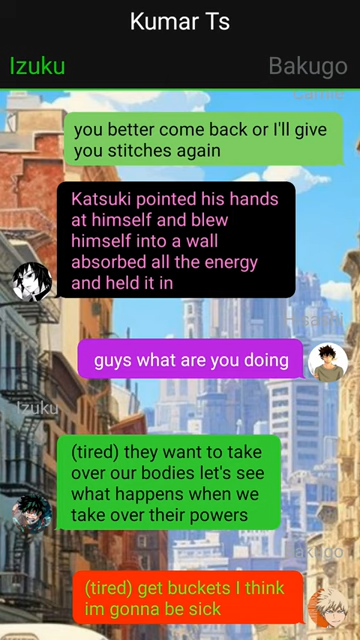 Kumar Ts
Izuku
Bakugo
you better come back or I'll give
you stitches again
Katsuki pointed his hands
at himself and blew
himself into a wall
absorbed all the energy
and held it in
guys what are you doing
Izuku
(tired) they want to take
over our bodies let's see
what happens when we
take over their powers
(tired) get buckets I think
im gonna be sick